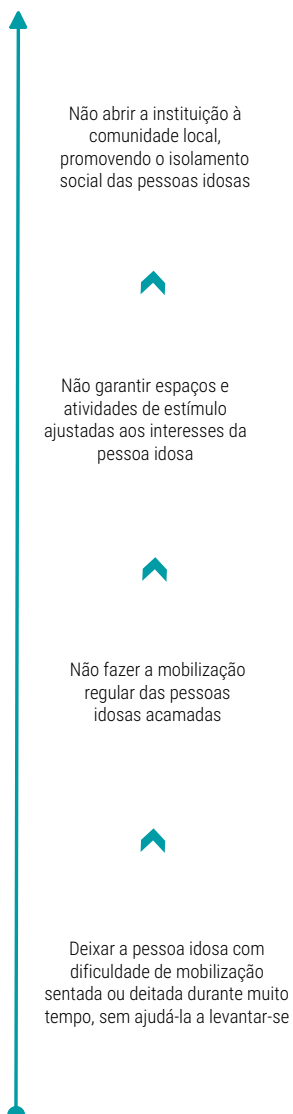 Não abrir a instituição à
comunidade local,
promovendo o isolamento
social das pessoas idosas
Não garantir espaços e
atividades de estímulo
ajustadas aos interesses da
pessoa idosa
Não fazer a mobilização
regular das pessoas
idosas acamadas
Deixar a pessoa idosa com
dificuldade de mobilização
sentada ou deitada durante muito
tempo, sem ajudá-la a levantar-se